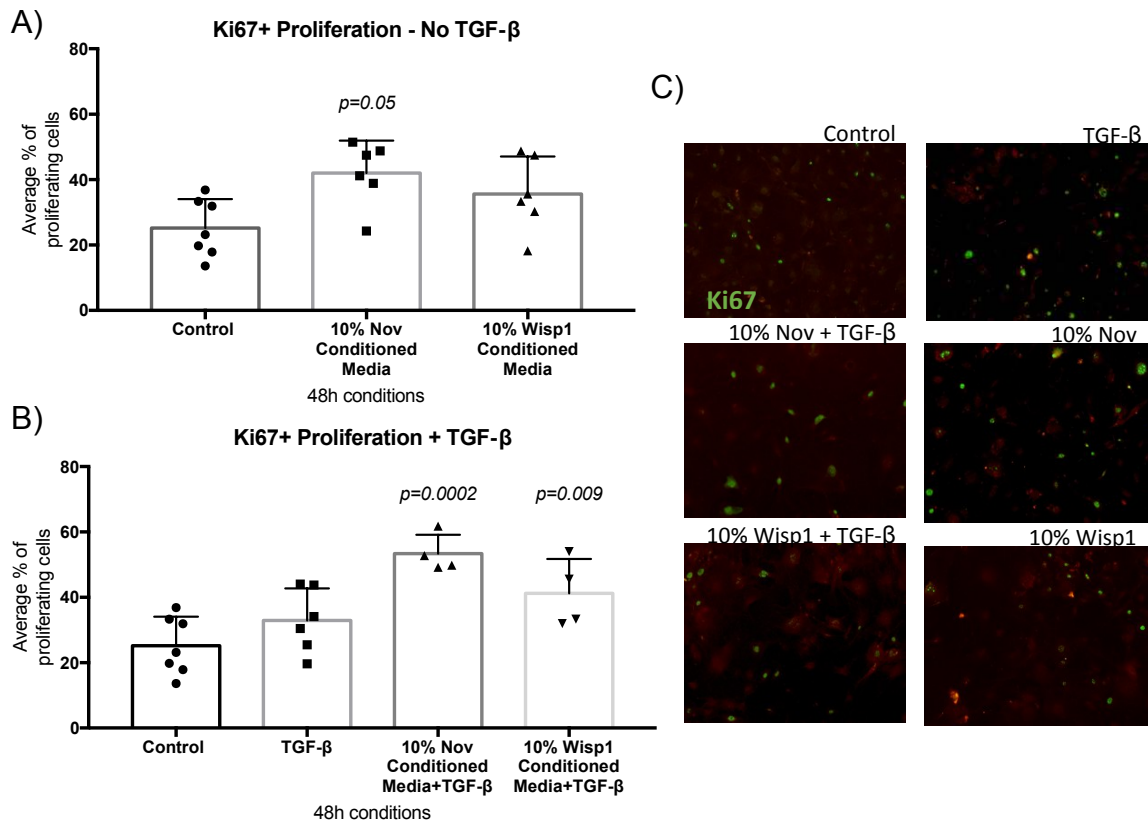 A)
Ki67+ Proliferation - No TGF-β
Average % of
proliferating cells
80
60
40
20
0
p=0.05
Control
10% Nov
Conditioned
Media
10% Wisp1
Conditioned
Media
48h conditions
B)
Ki67+ Proliferation + TGF-β
Average % of
proliferating cells
80
60
40
20
0
p=0.0002
p=0.009
Control
TGF-β
10% Nov
Conditioned
Media+TGF-β
10% Wisp1
Conditioned
Media+TGF-β
48h conditions
C)
Control
TGF-β
Ki67
10% Nov + TGF-β
10% Nov
10% Wisp1 + TGF-β
10% Wisp1